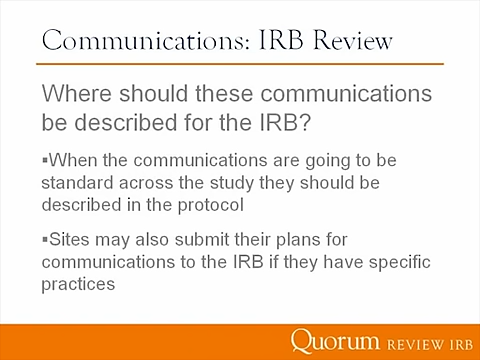 Communications: IRB Review
Where should these communications
be described for the IRB?
▪When the communications are going to be
standard across the study they should be
described in the protocol
▪Sites may also submit their plans for
communications to the IRB if they have specific
practices
Quorum REVIEW IRB